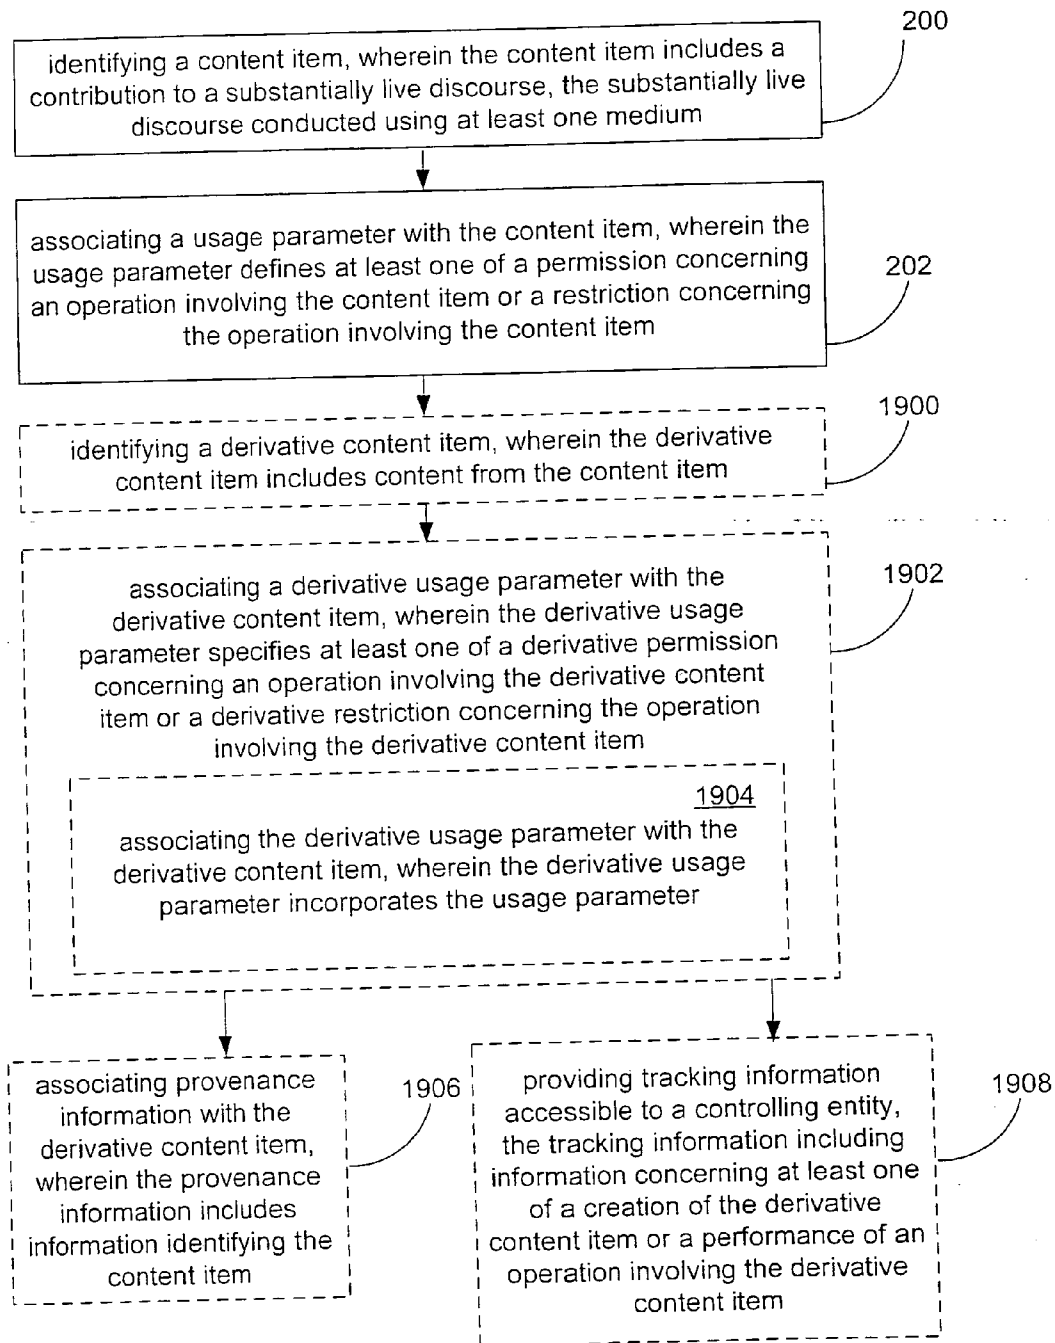 200
identifying a content item, wherein the content item includes a
contribution to a substantially live discourse, the substantially live
discourse conducted using at least one medium
associating a usage parameter with the content item, wherein the
usage parameter defines at least one of a permission concerning
an operation involving the content item or a restriction concerning
the operation involving the content item
202
1900
identifying a derivative content item, wherein the derivative
content item includes content from the content item
1902
associating a derivative usage parameter with the
derivative content item, wherein the derivative usage
parameter specifies at least one of a derivative permission
concerning an operation involving the derivative content
item or a derivative restriction concerning the operation
involving the derivative content item
1904
associating the derivative usage parameter with the
derivative content item, wherein the derivative usage
parameter incorporates the usage parameter
associating provenance
information with the
derivative content item,
wherein the provenance
information includes
information identifying the
content item
1906
providing tracking information
accessible to a controlling entity,
the tracking information including
information concerning at least one
of a creation of the derivative
content item or a performance of an
operation involving the derivative
content item
1908